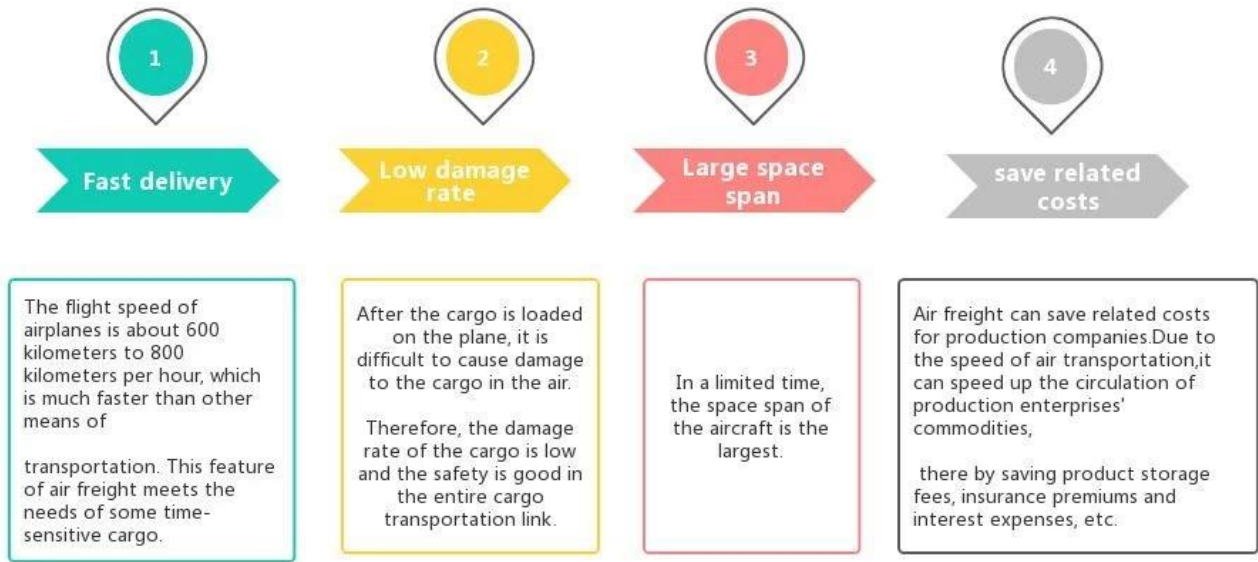 1
Fast delivery
The flight speed of
airplanes is about 600
kilometers to 800
kilometers per hour, which
is much faster than other
means of
transportation. This feature
of air freight meets the
needs of some time-
sensitive cargo.
2
Low damage
rate
After the cargo is loaded
on the plane, it is
difficult to cause damage
to the cargo in the air.
Therefore, the damage
rate of the cargo is low
and the safety is good in
the entire cargo
transportation link.
3
Large space
span
In a limited time,
the space span of
the aircraft is the
largest.
4
save related
costs
Air freight can save related costs
for production companies.Due to
the speed of air transportation,it
can speed up the circulation of
production enterprises'
commodities,
there by saving product storage
fees, insurance premiums and
interest expenses, etc.